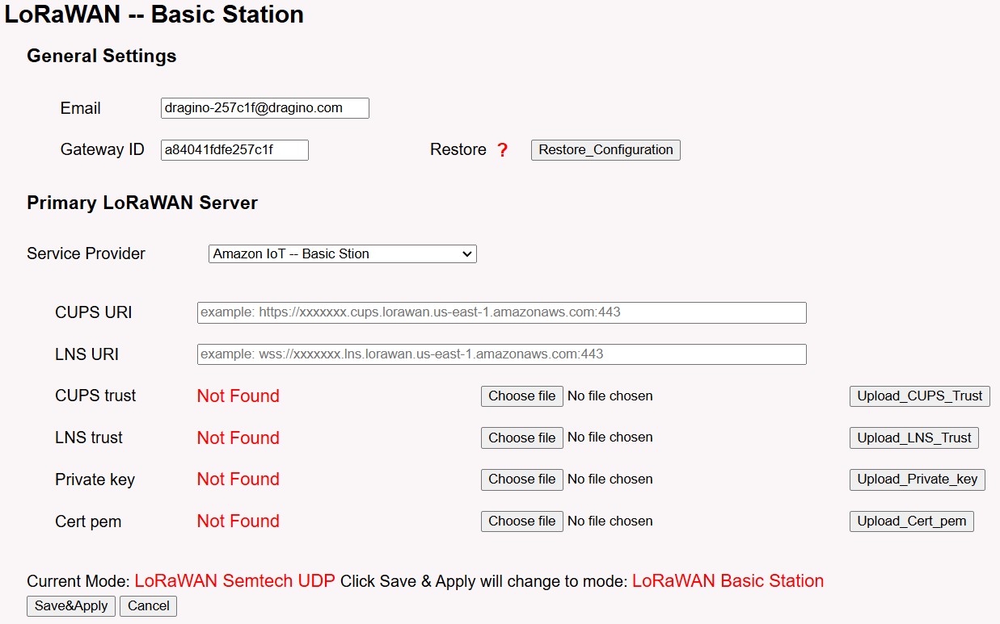 LoRaWAN -- Basic Station
General Settings
Email dragino-257c1f@dragino.com
Gateway ID a84041fdfe257c1f Restore ? Restore_Configuration
Primary LoRaWAN Server
Service Provider Amazon IoT -- Basic Stion
CUPS URI example: https://xxxxxxx.cups.lorawan.us-east-1.amazonaws.com:443
LNS URI example: wss://xxxxxxx.lns.lorawan.us-east-1.amazonaws.com:443
CUPS trust Not Found Choose file No file chosen Upload_CUPS_Trust
LNS trust Not Found Choose file No file chosen Upload_LNS_Trust
Private key Not Found Choose file No file chosen Upload_Private_key
Cert pem Not Found Choose file No file chosen Upload_Cert_pem
Current Mode: LoRaWAN Semtech UDP Click Save & Apply will change to mode: LoRaWAN Basic Station
Save&Apply Cancel